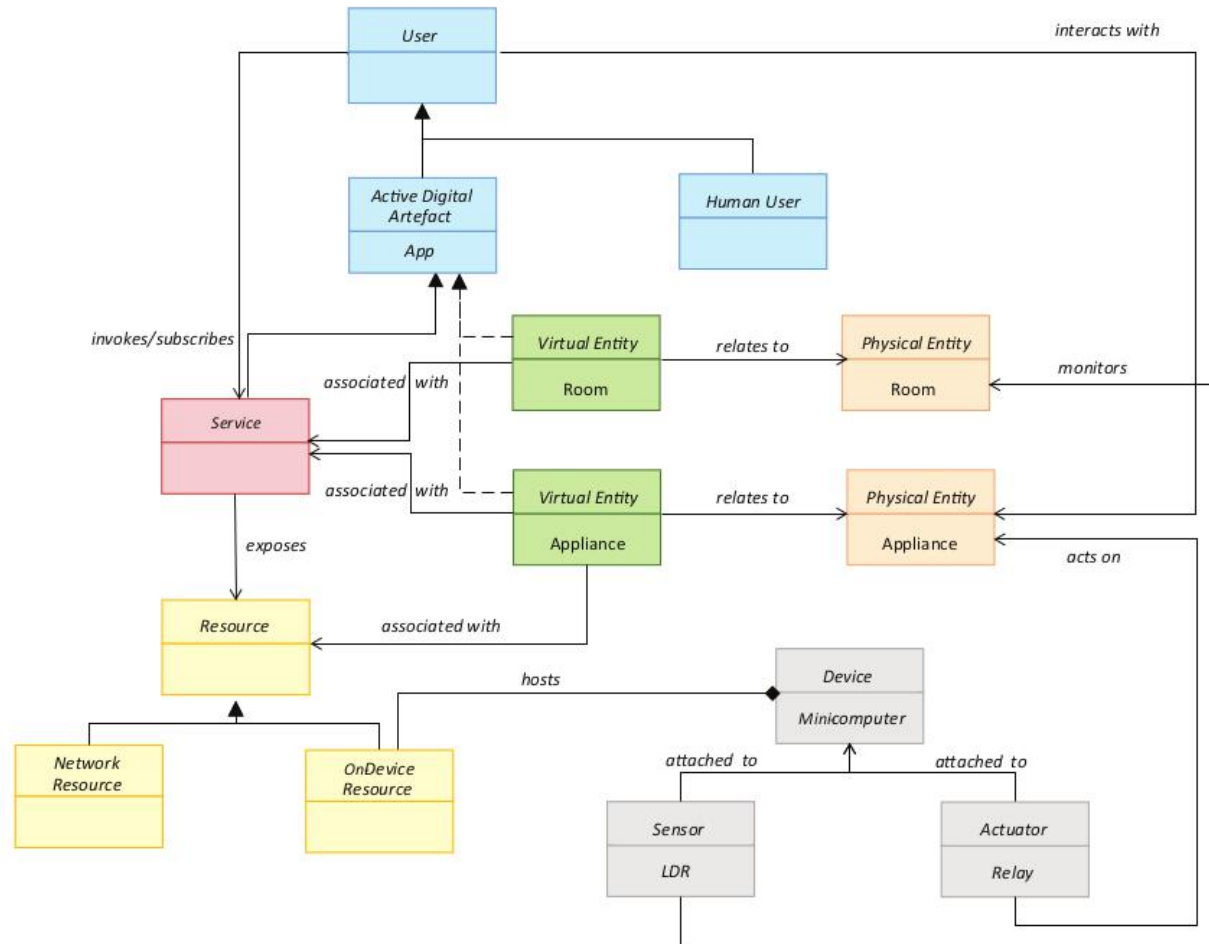 User
interacts with
Active Digital
Artefact
App
Human User
invokes/subscribes
associated with
Virtual Entity
Room
relates to
Physical Entity
Room
monitors
Service
associated with
Virtual Entity
Appliance
relates to
Physical Entity
Appliance
exposes
acts on
Resource
associated with
hosts
Device
Minicomputer
Network
Resource
OnDevice
Resource
attached to
attached to
Sensor
LDR
Actuator
Relay